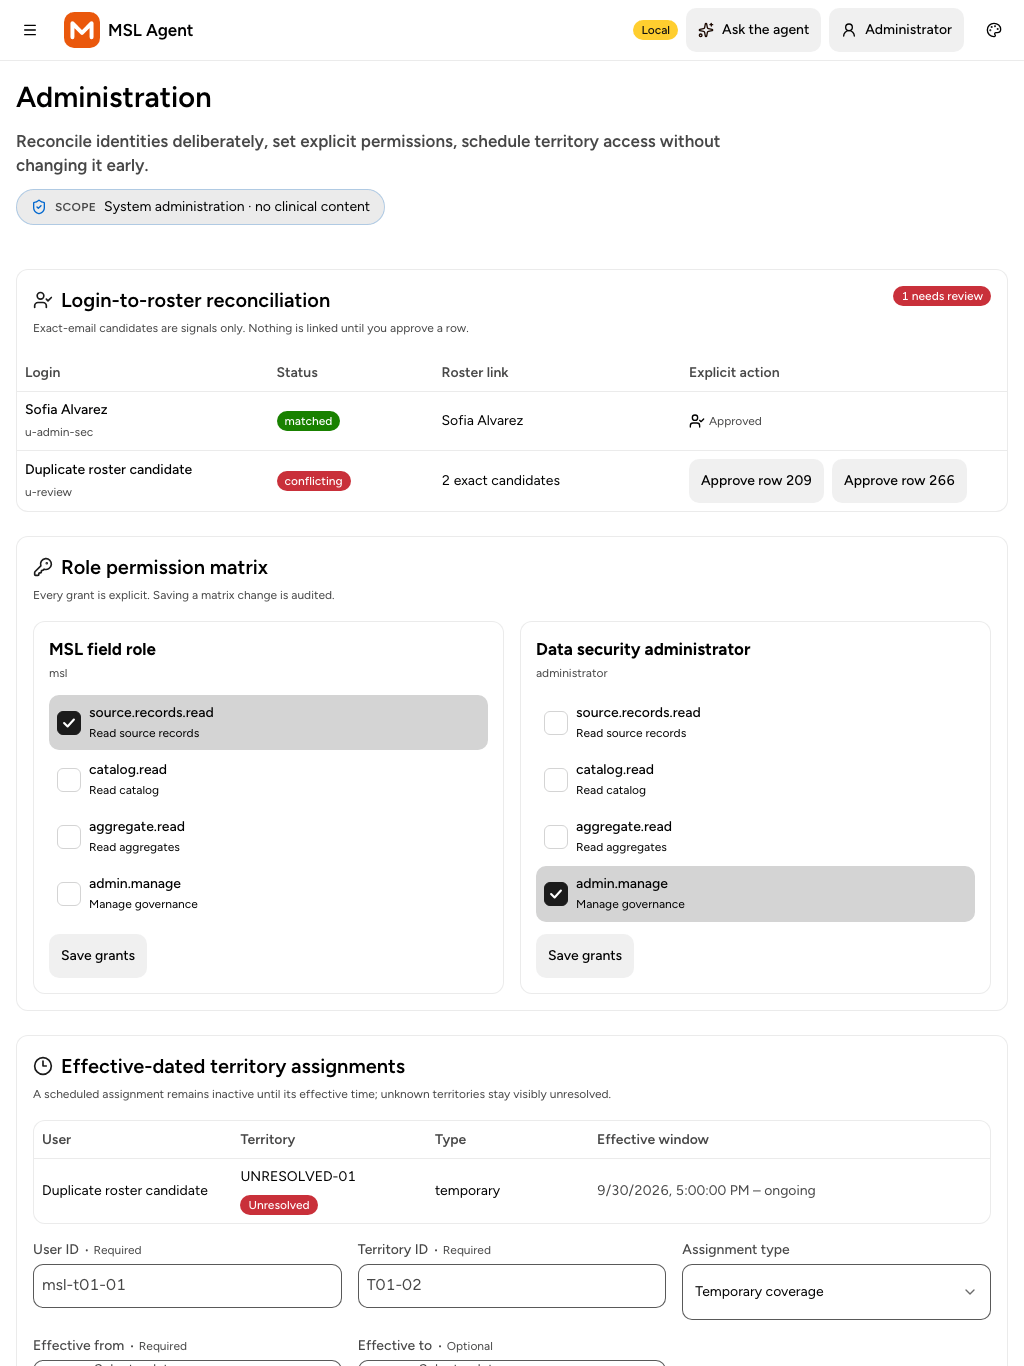 MSL Agent
Local
Ask the agent
Administrator
Administration
Reconcile identities deliberately, set explicit permissions, schedule territory access without
changing it early.
SCOPE System administration · no clinical content
Login-to-roster reconciliation
1 needs review
Exact-email candidates are signals only. Nothing is linked until you approve a row.
Login Status Roster link Explicit action
Sofia Alvarez
u-admin-sec
matched
Sofia Alvarez
Approved
Duplicate roster candidate
u-review
conflicting
2 exact candidates
Approve row 209
Approve row 266
Role permission matrix
Every grant is explicit. Saving a matrix change is audited.
MSL field role
msl
source.records.read
Read source records
catalog.read
Read catalog
aggregate.read
Read aggregates
admin.manage
Manage governance
Save grants
Data security administrator
administrator
source.records.read
Read source records
catalog.read
Read catalog
aggregate.read
Read aggregates
admin.manage
Manage governance
Save grants
Effective-dated territory assignments
A scheduled assignment remains inactive until its effective time; unknown territories stay visibly unresolved.
User Territory Type Effective window
Duplicate roster candidate
UNRESOLVED-01
Unresolved
temporary
9/30/2026, 5:00:00 PM – ongoing
User ID · Required
msl-t01-01
Territory ID · Required
T01-02
Assignment type
Temporary coverage
Effective from · Required
Effective to · Optional